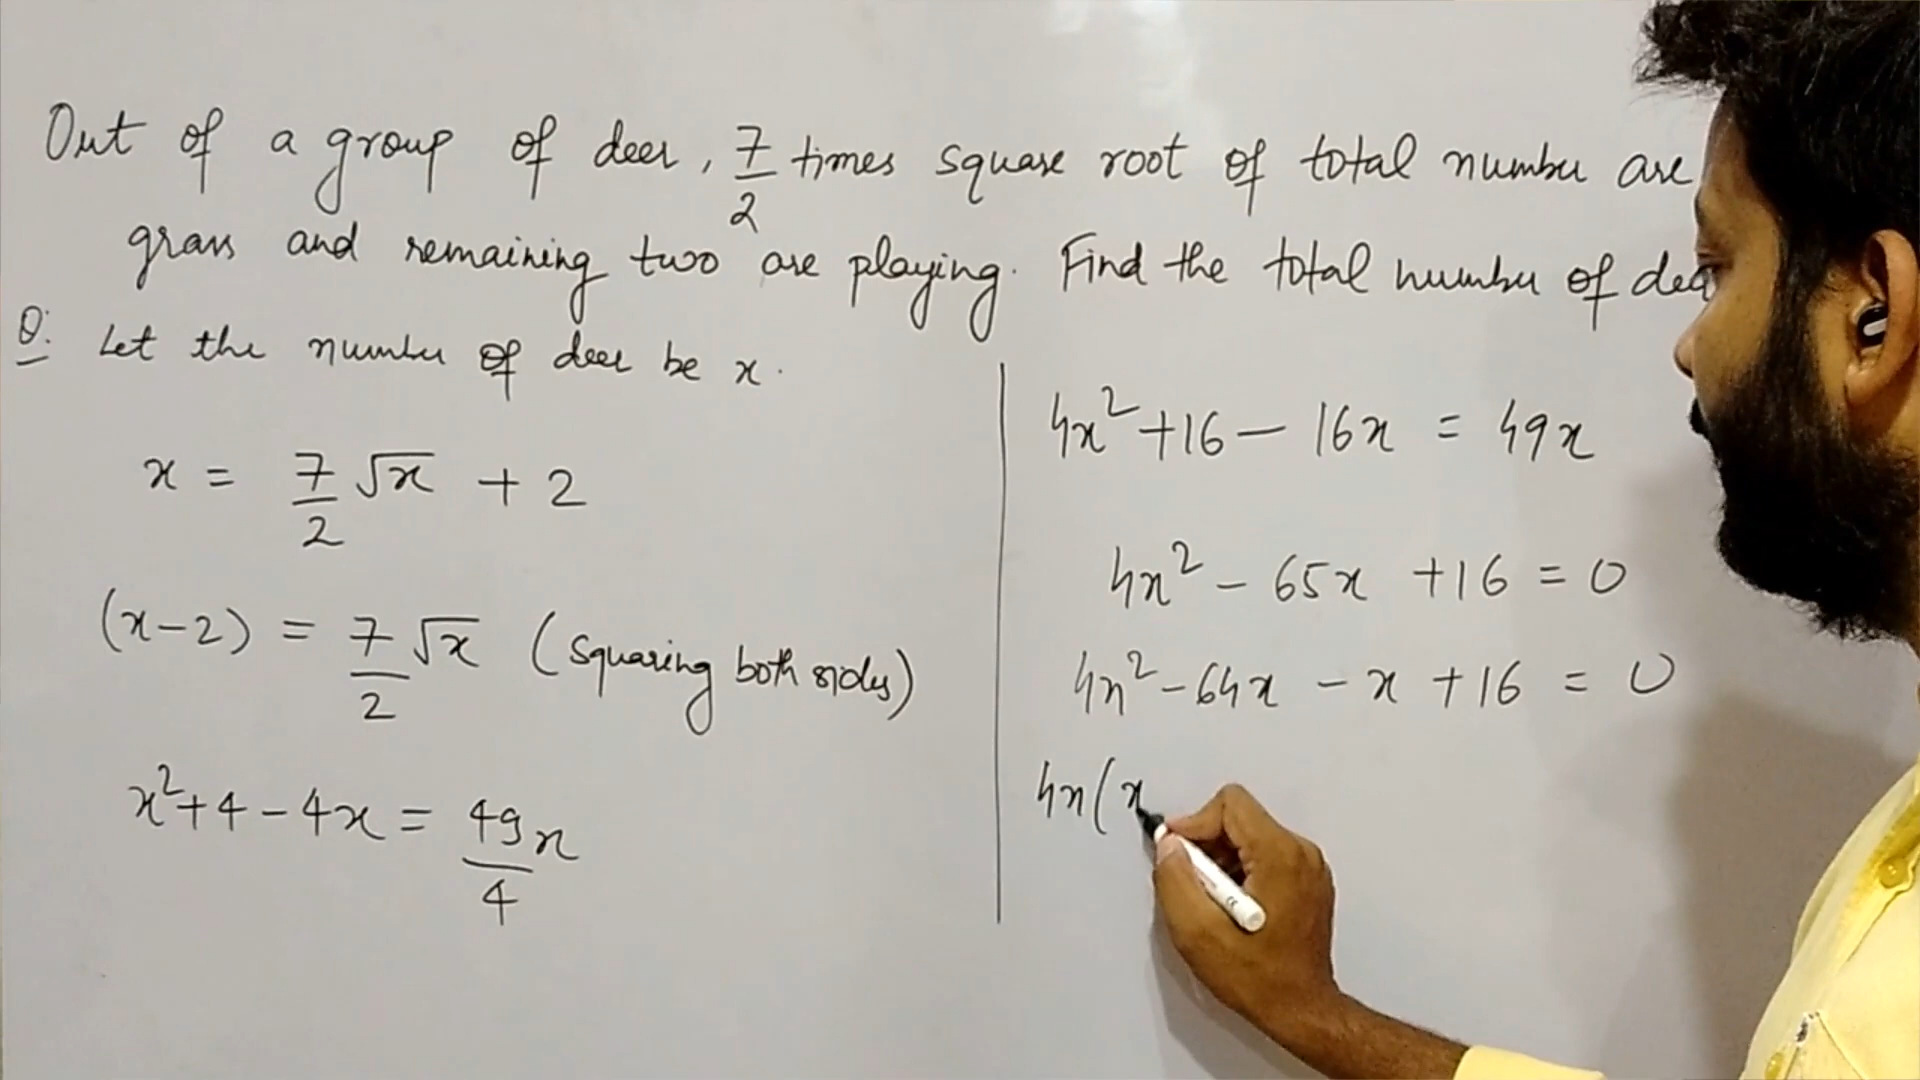 Out of a group of deer, 7/2 times square root of total number are
grass and remaining two are playing. Find the total number of dee
Q. Let the number of deer be x.
x = 7/2 √x + 2
(x-2) = 7/2 √x (squaring both sides)
x²+4-4x = 49x/4
4x²+16-16x = 49x
4x²-65x+16=0
4x²-64x-x+16=0
4x(x